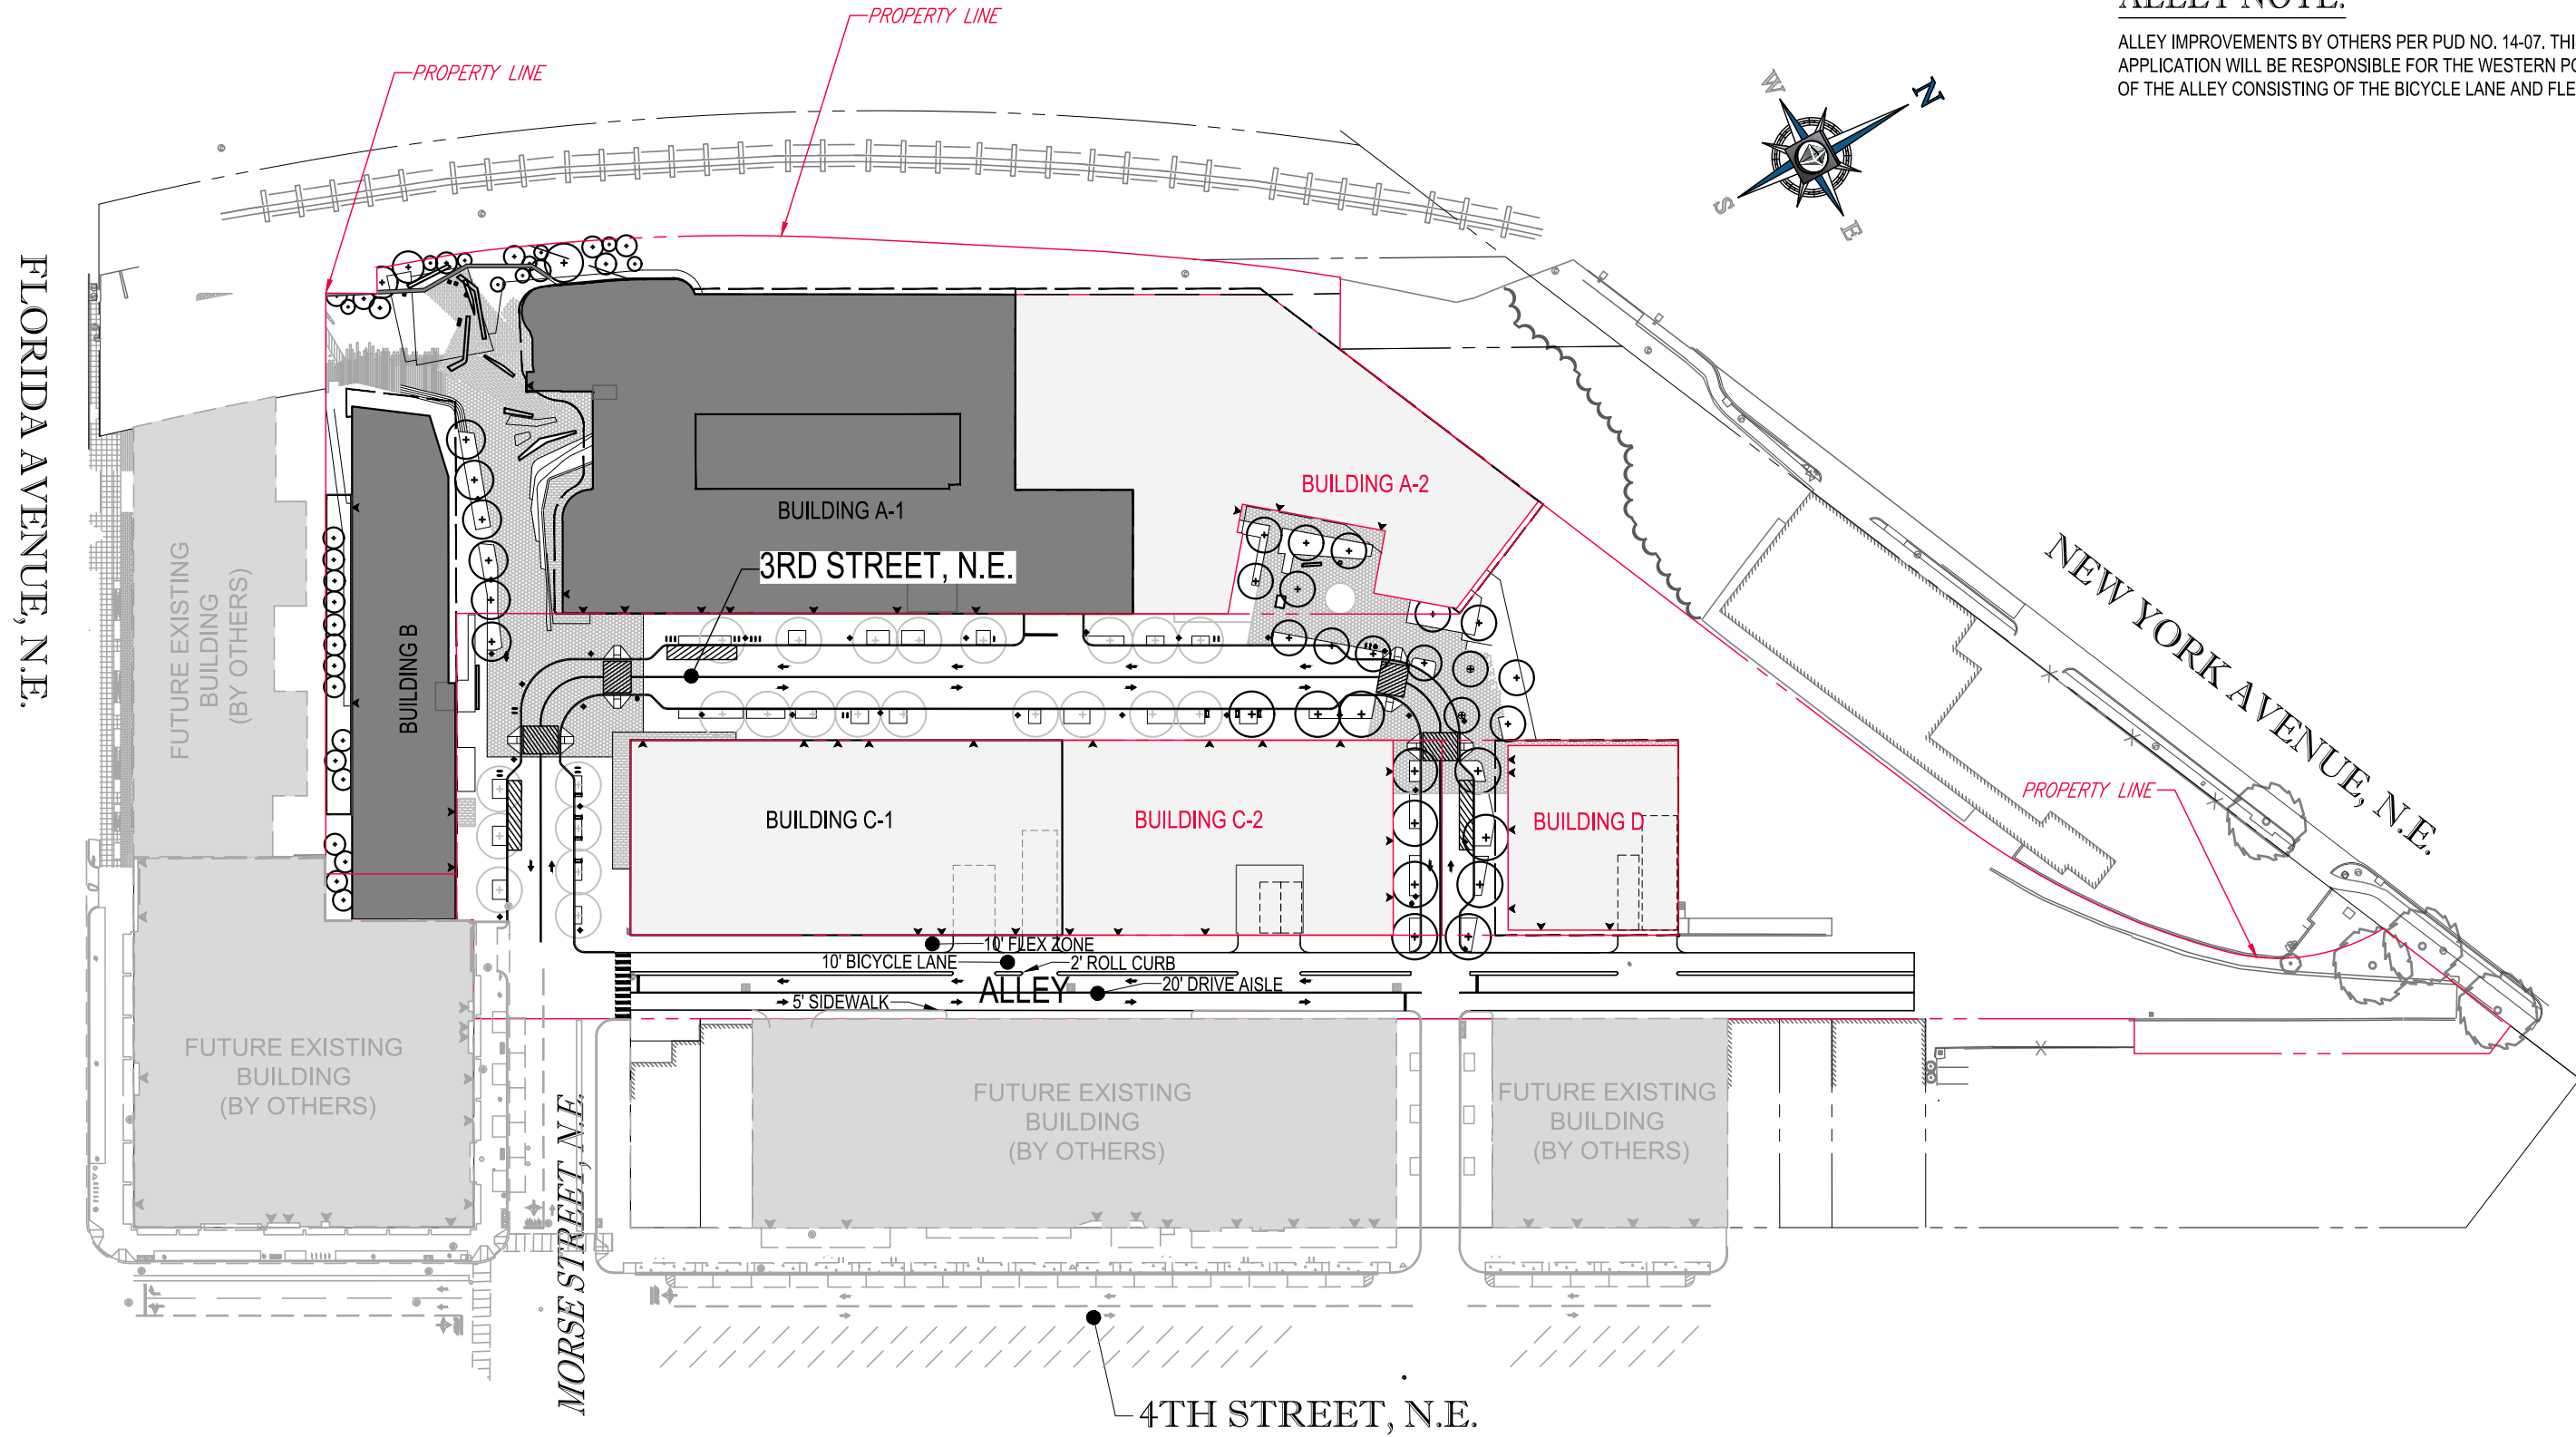 ALLEY NOTE:
ALLEY IMPROVEMENTS BY OTHERS PER PUD NO. 14-07. THI
APPLICATION WILL BE RESPONSIBLE FOR THE WESTERN PO
OF THE ALLEY CONSISTING OF THE BICYCLE LANE AND FLE
PROPERTY LINE
PROPERTY LINE
N
W
S
E
FLORIDA AVENUE, N.E.
NEW YORK AVENUE, N.E.
BUILDING A-2
BUILDING A-1
3RD STREET, N.E.
FUTURE EXISTING
BUILDING
(BY OTHERS)
BUILDING B
PROPERTY LINE
BUILDING C-1
BUILDING C-2
BUILDING D
10' FLEX ZONE
10' BICYCLE LANE
2' ROLL CURB
ALLEY
20' DRIVE AISLE
5' SIDEWALK
FUTURE EXISTING
BUILDING
(BY OTHERS)
MORSE STREET, N.E.
FUTURE EXISTING
BUILDING
(BY OTHERS)
FUTURE EXISTING
BUILDING
(BY OTHERS)
4TH STREET, N.E.